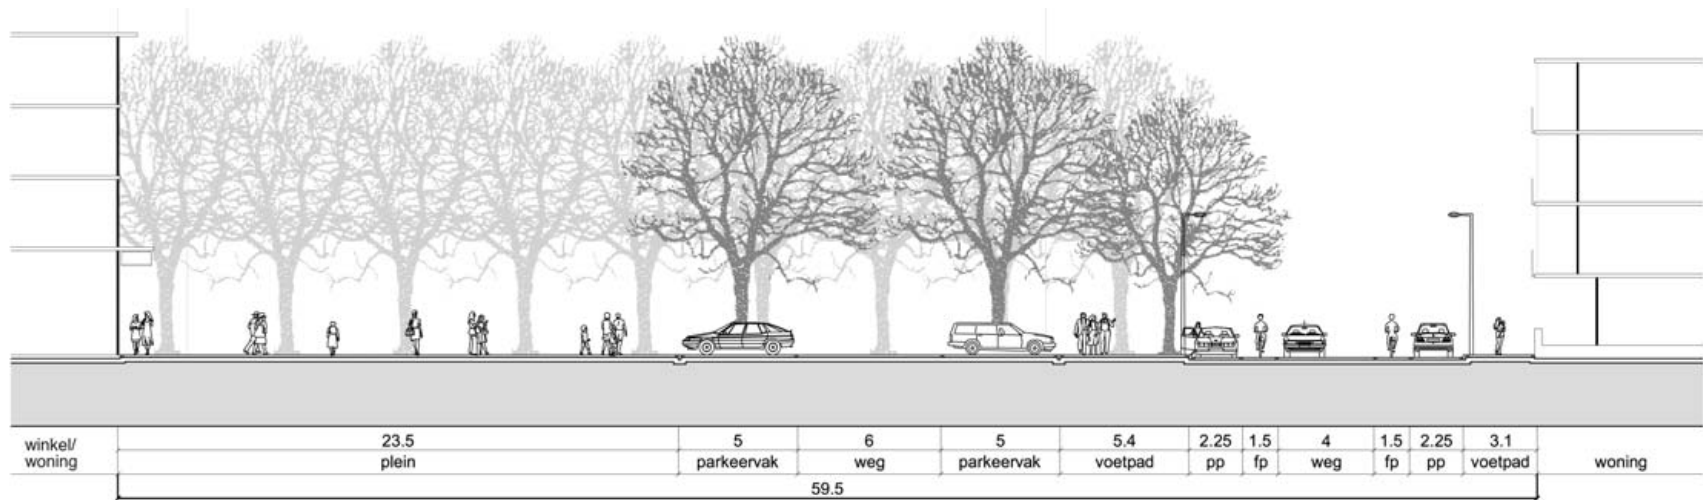 23.5 5 6 5 5.4 2.25 1.5 4 1.5 2.25 3.1
winkel/
woning plein parkeervak weg parkeervak voetpad pp fp weg fp pp voetpad woning
59.5